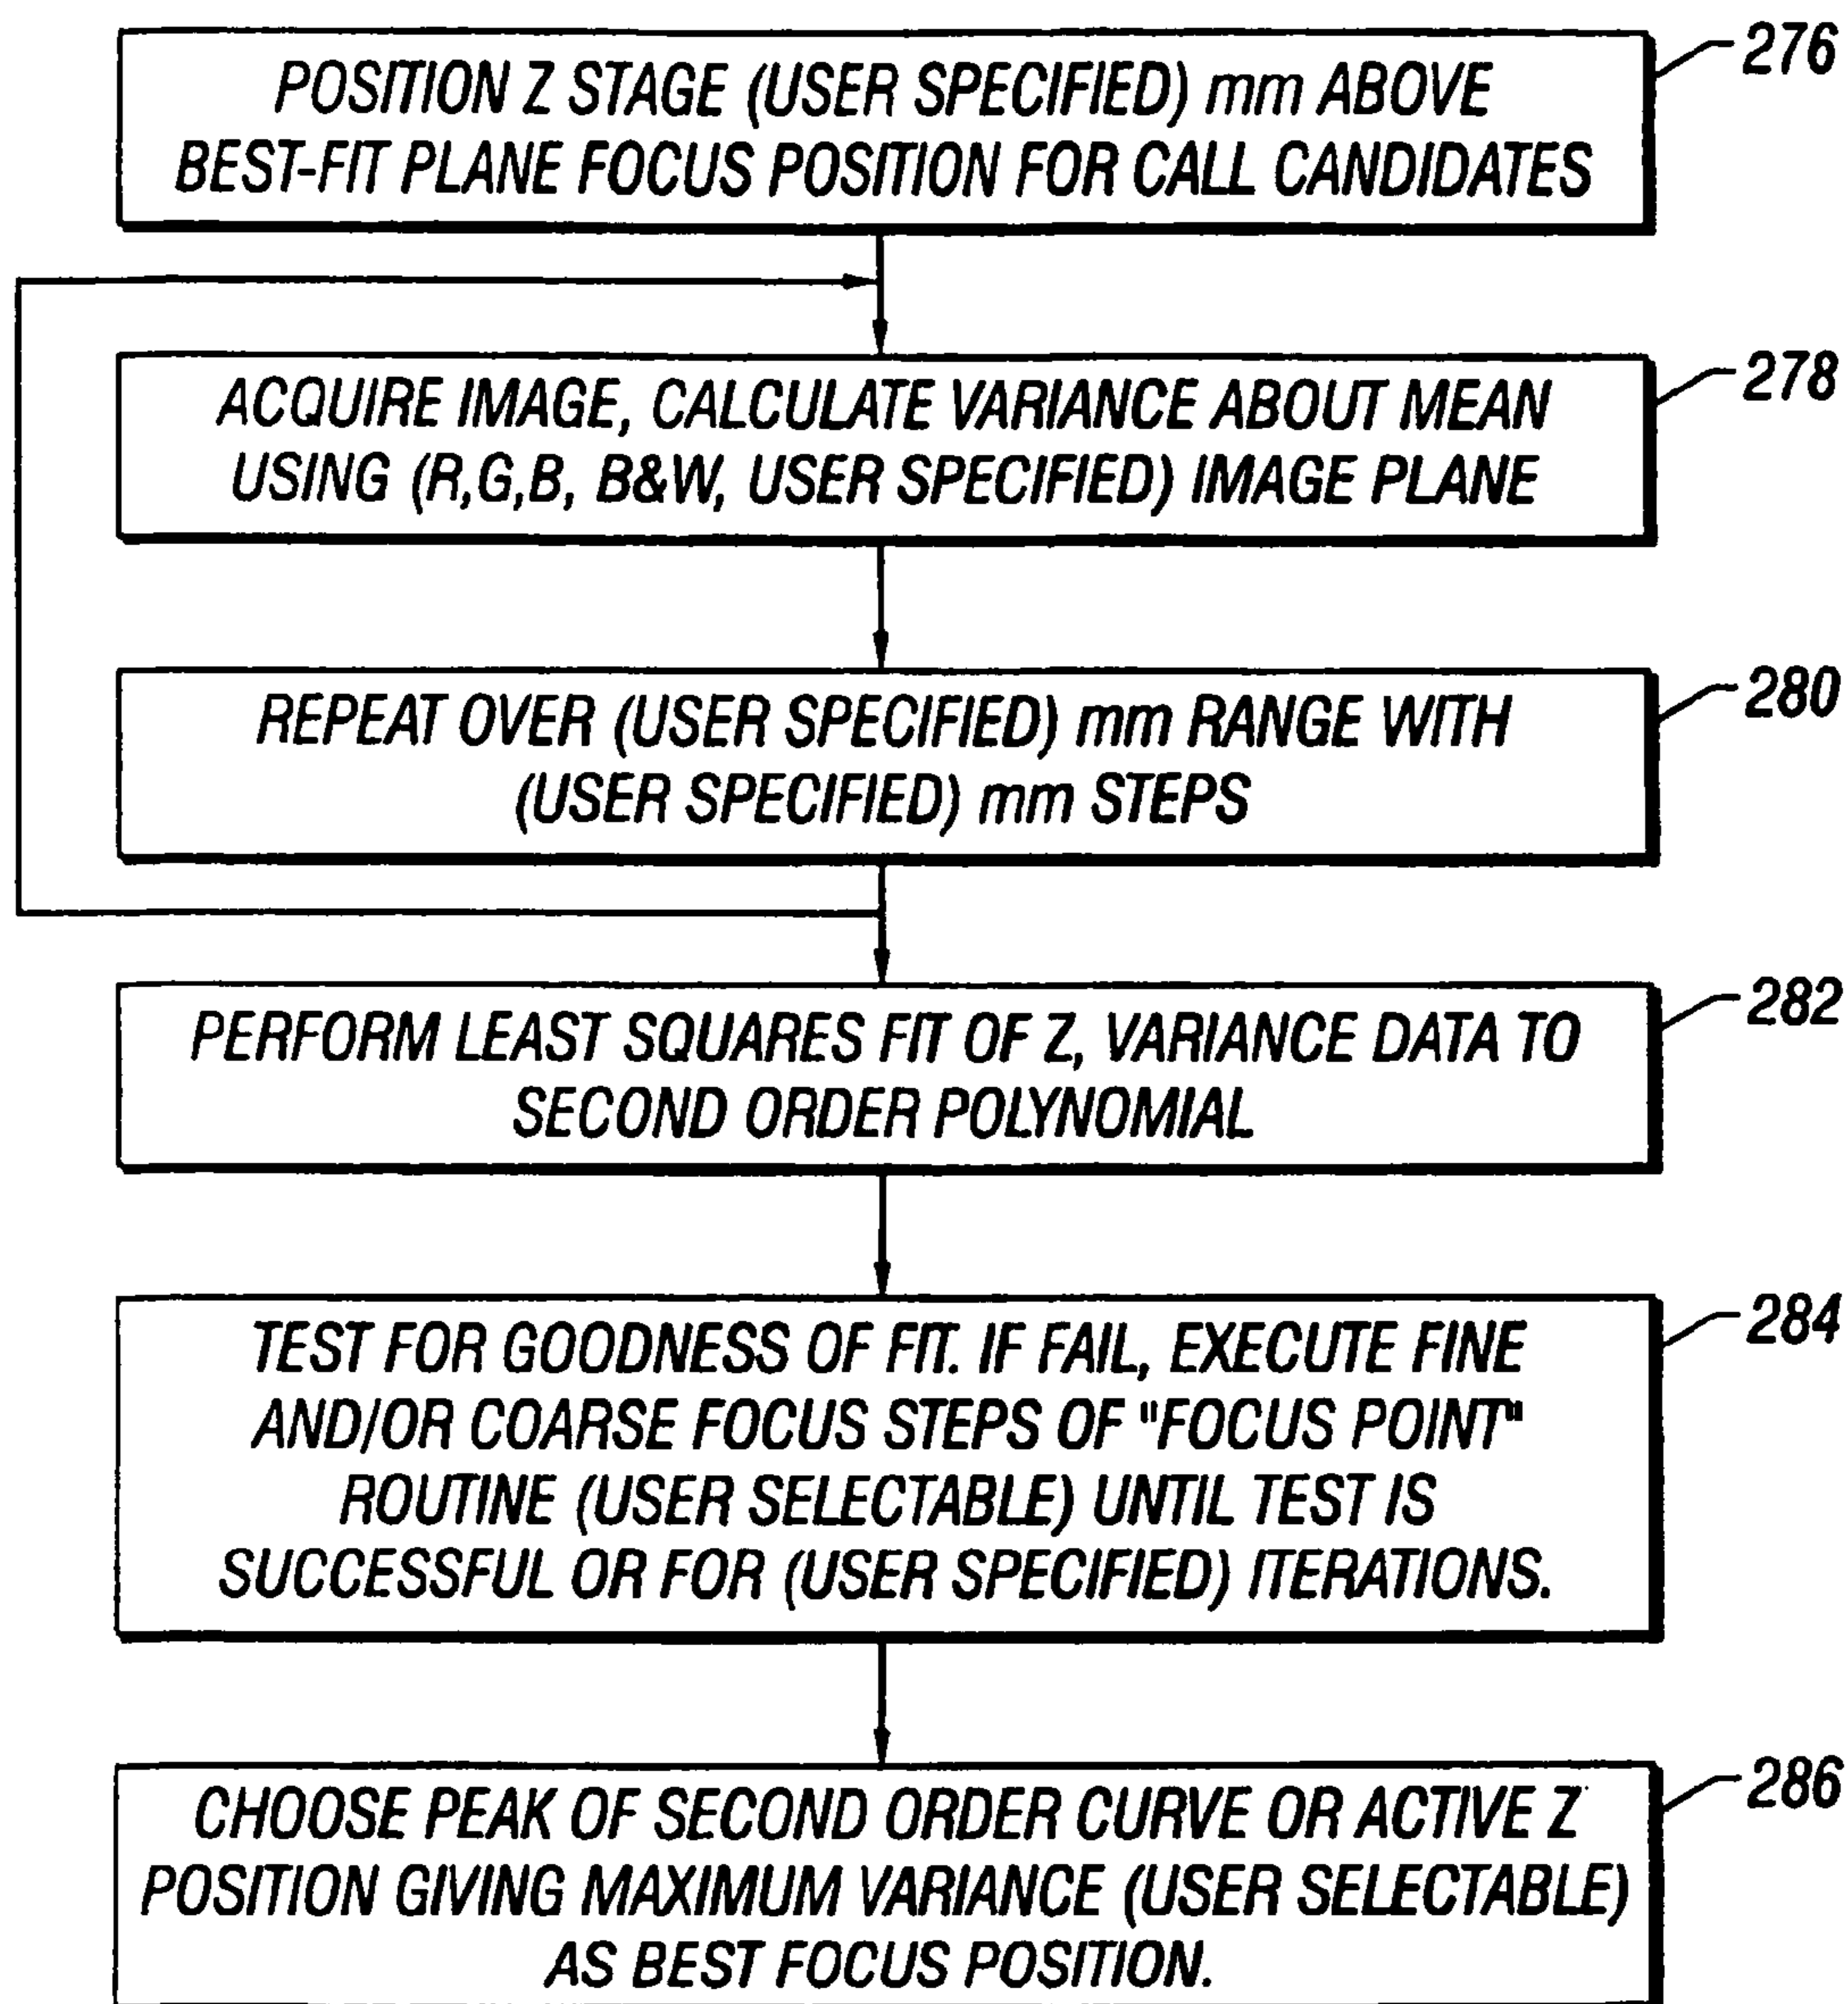 276
POSITION Z STAGE (USER SPECIFIED) mm ABOVE
BEST-FIT PLANE FOCUS POSITION FOR CALL CANDIDATES
278
ACQUIRE IMAGE, CALCULATE VARIANCE ABOUT MEAN
USING (R,G,B, B&W, USER SPECIFIED) IMAGE PLANE
280
REPEAT OVER (USER SPECIFIED) mm RANGE WITH
(USER SPECIFIED) mm STEPS
282
PERFORM LEAST SQUARES FIT OF Z, VARIANCE DATA TO
SECOND ORDER POLYNOMIAL
284
TEST FOR GOODNESS OF FIT. IF FAIL, EXECUTE FINE
AND/OR COARSE FOCUS STEPS OF "FOCUS POINT"
ROUTINE (USER SELECTABLE) UNTIL TEST IS
SUCCESSFUL OR FOR (USER SPECIFIED) ITERATIONS.
286
CHOOSE PEAK OF SECOND ORDER CURVE OR ACTIVE Z
POSITION GIVING MAXIMUM VARIANCE (USER SELECTABLE)
AS BEST FOCUS POSITION.